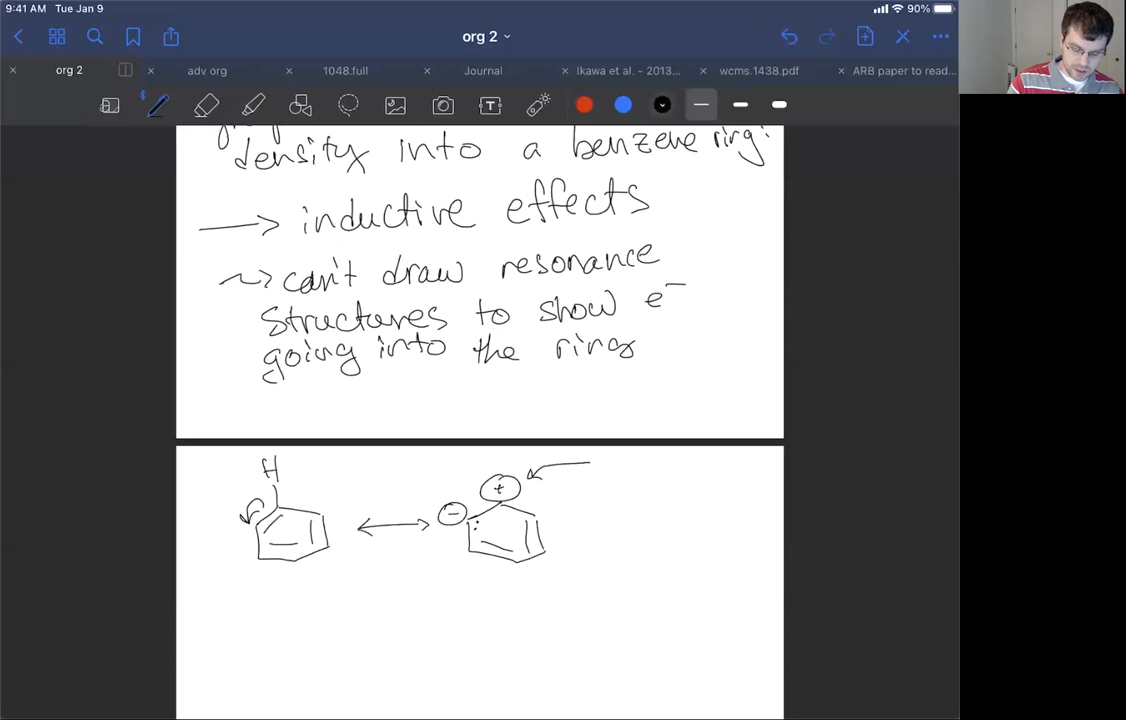 9:41 AM Tue Jan 9
90%
org 2
org 2
adv org
1048.full
Journal
Ikawa et al. - 2013...
wcms.1438.pdf
ARB paper to read...
density into a benzene ring:
→ inductive effects
~> can't draw resonance
structures to show e⁻
going into the ring
H
+
−